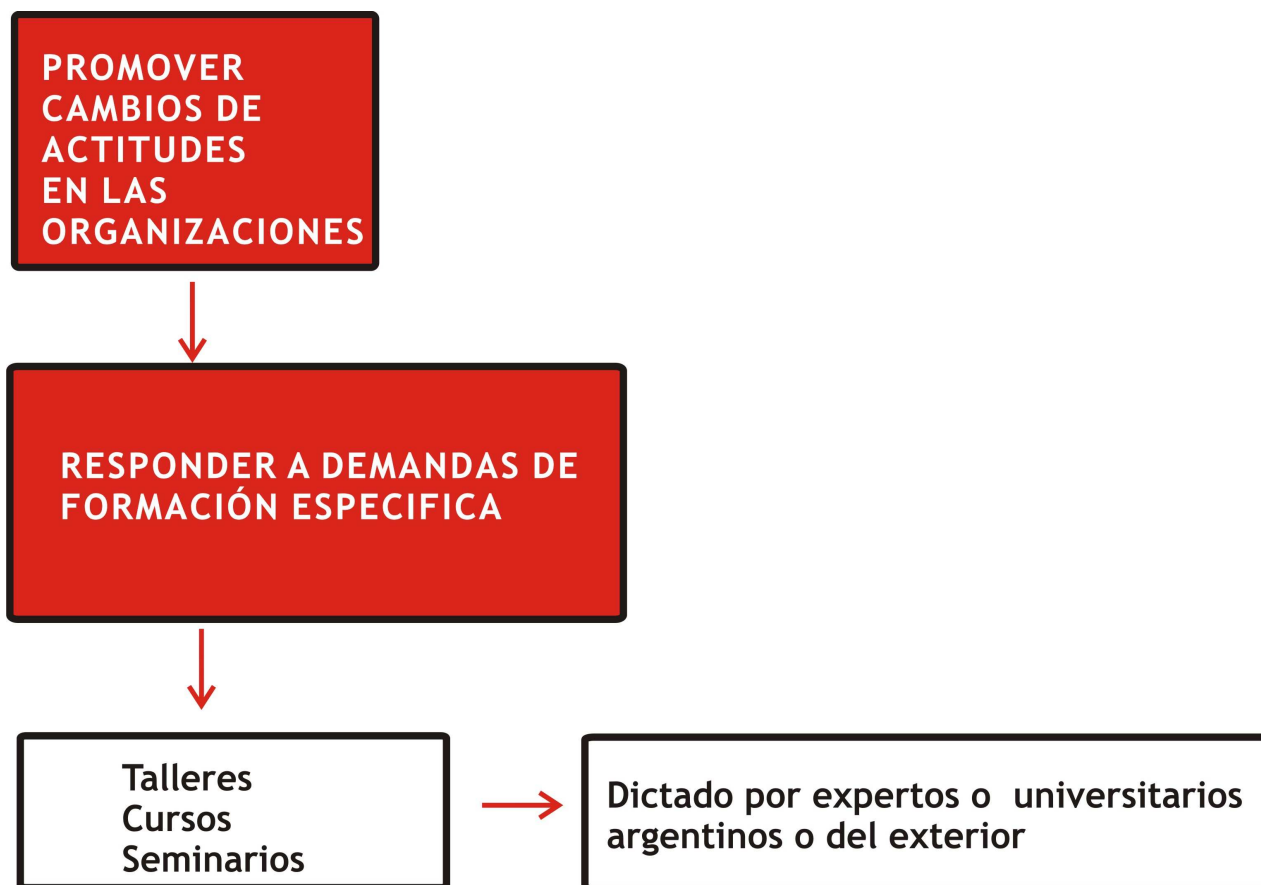 PROMOVER
CAMBIOS DE
ACTITUDES
EN LAS
ORGANIZACIONES
RESPONDER A DEMANDAS DE
FORMACIÓN ESPECIFICA
Talleres
Cursos
Seminarios
Dictado por expertos o universitarios
argentinos o del exterior